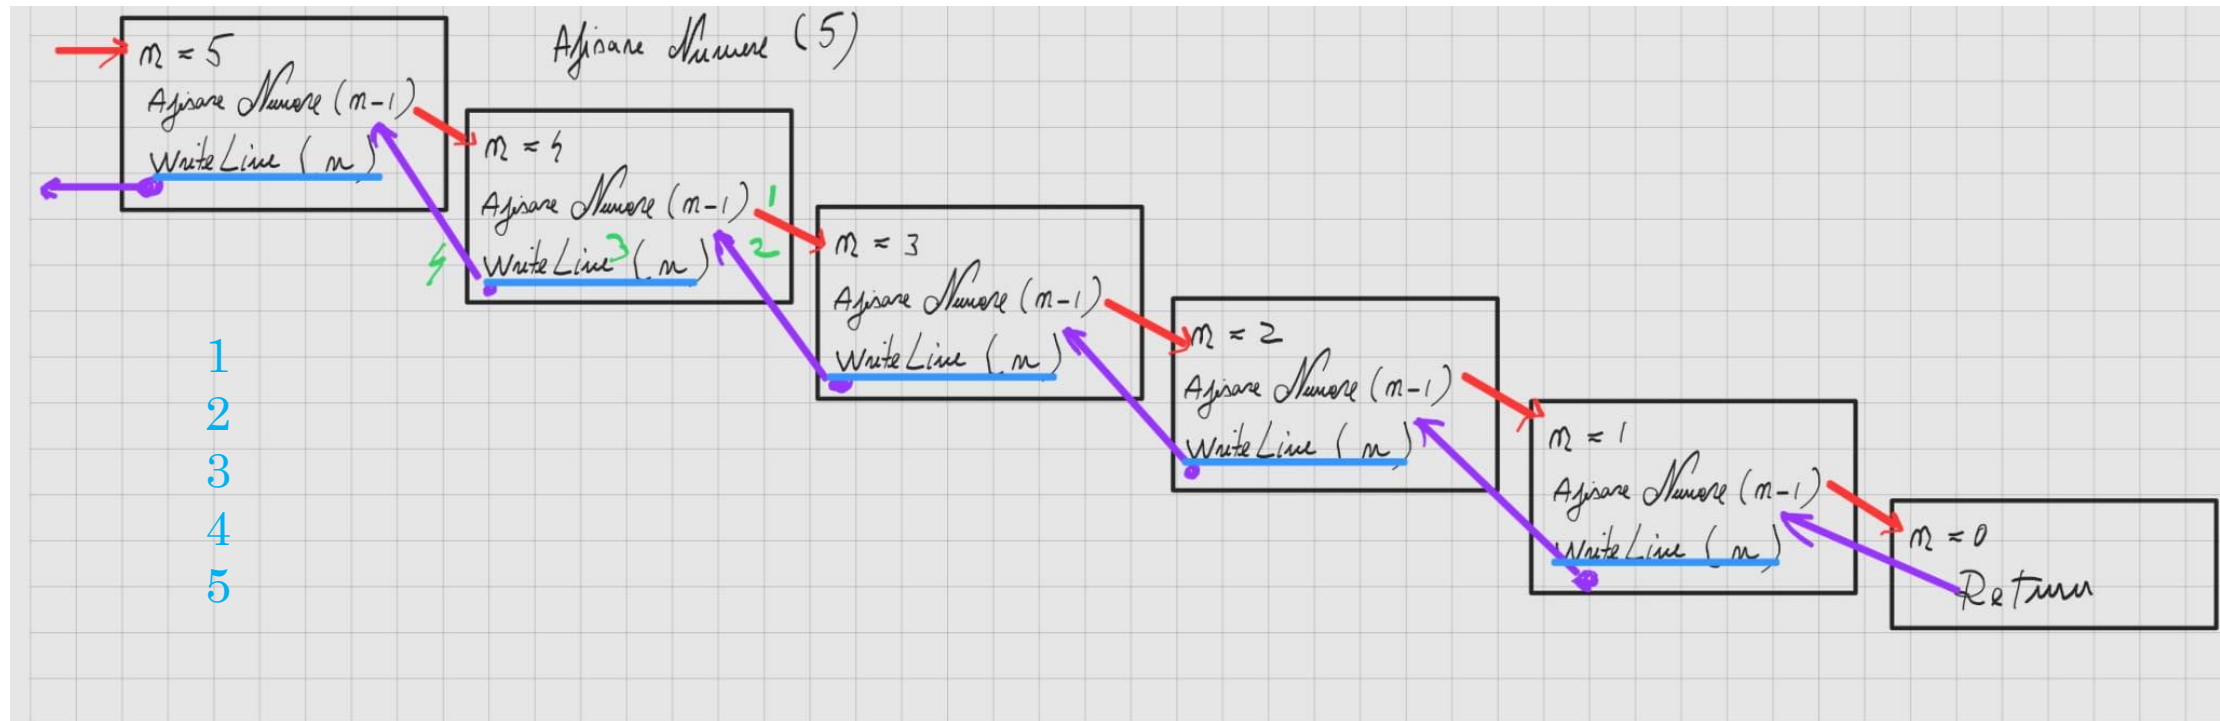 Afisare Numere (5)
n = 5
Afisare Numere (n-1)
WriteLine (n)
n = 4
Afisare Numere (n-1)
1
WriteLine (n)
3
2
4
n = 3
Afisare Numere (n-1)
WriteLine (n)
n = 2
Afisare Numere (n-1)
WriteLine (n)
n = 1
Afisare Numere (n-1)
WriteLine (n)
n = 0
Return
1
2
3
4
5